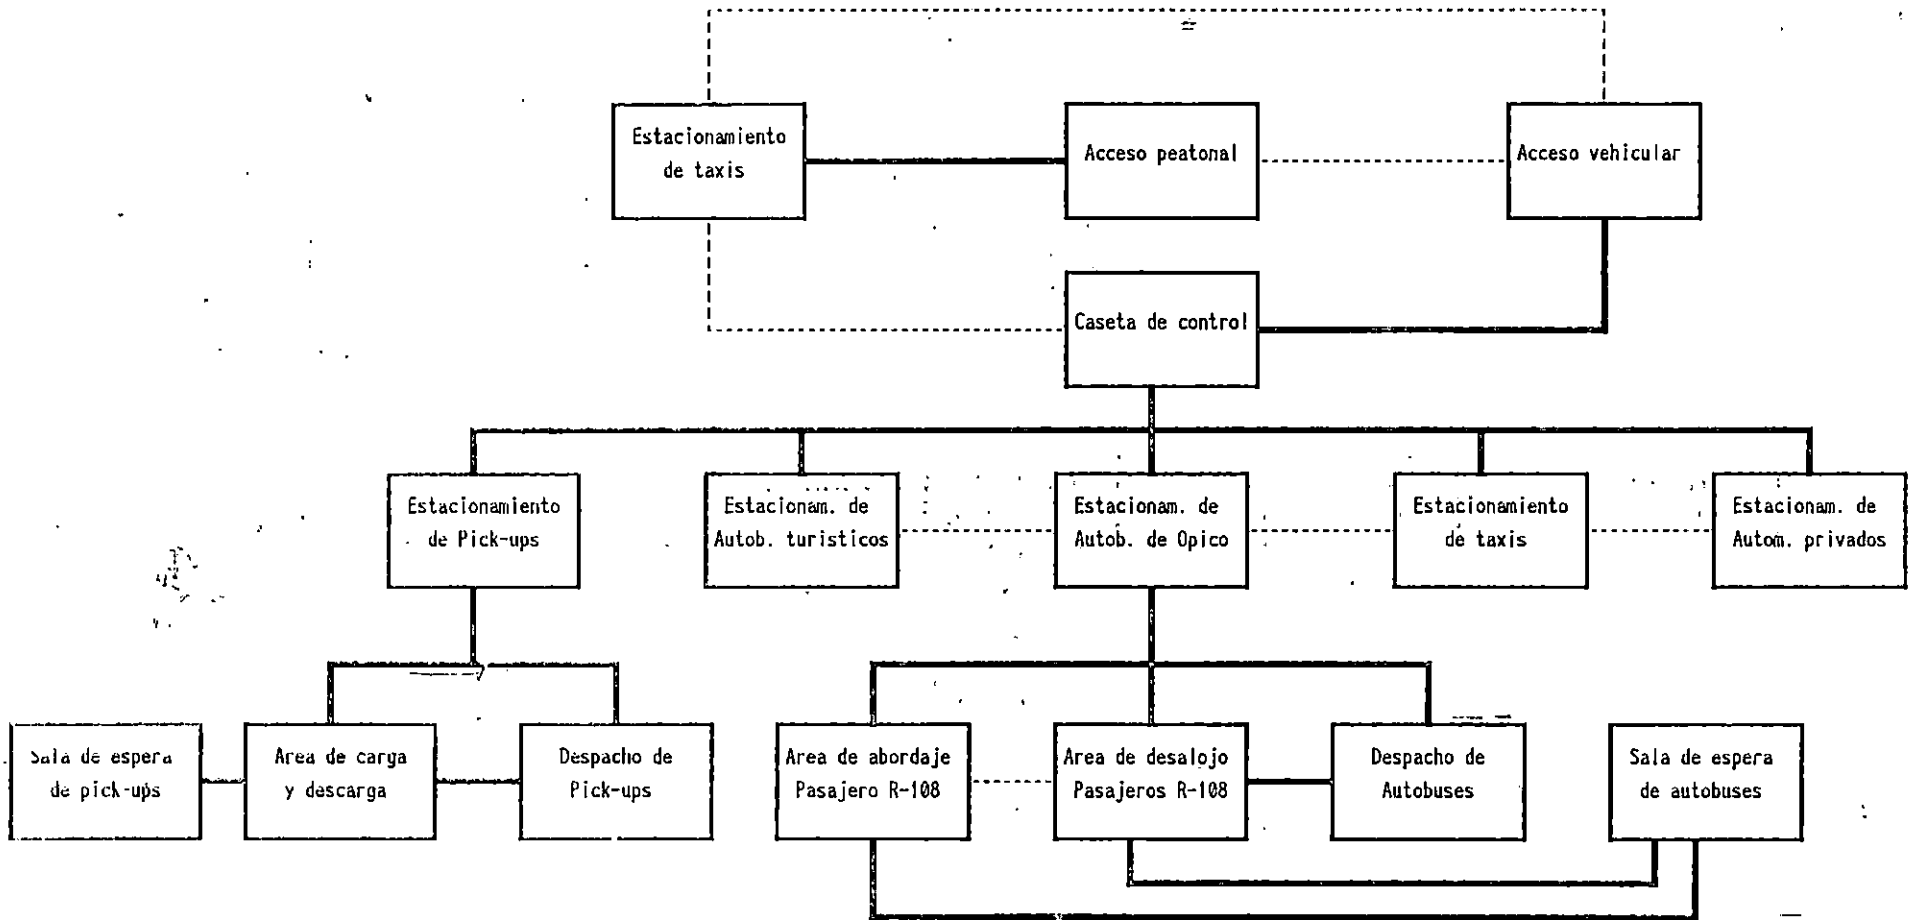 Estacionamiento
de taxis
Acceso peatonal
Acceso vehicular
Caseta de control
Estacionamiento
de Pick-ups
Estacionam. de
Autob. turisticos
Estacionam. de
Autob. de Opico
Estacionamiento
de taxis
Estacionam. de
Autom. privados
Sala de espera
de pick-ups
Area de carga
y descarga
Despacho de
Pick-ups
Area de abordaje
Pasajero R-108
Area de desalojo
Pasajeros R-108
Despacho de
Autobuses
Sala de espera
de autobuses